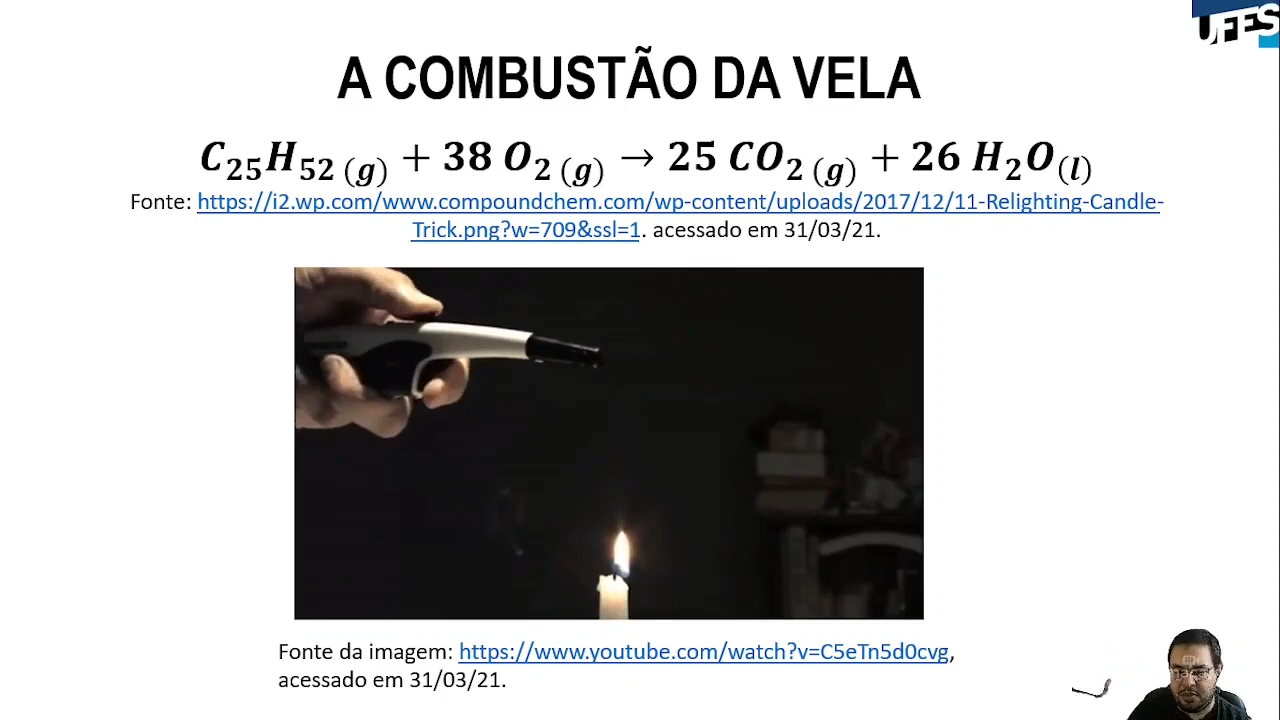 UFES
A COMBUSTÃO DA VELA
C₂₅H₅₂ (g) + 38 O₂ (g) → 25 CO₂ (g) + 26 H₂O(l)
Fonte: https://i2.wp.com/www.compoundchem.com/wp-content/uploads/2017/12/11-Relighting-Candle-
Trick.png?w=709&ssl=1. acessado em 31/03/21.
Fonte da imagem: https://www.youtube.com/watch?v=C5eTn5d0cvg,
acessado em 31/03/21.